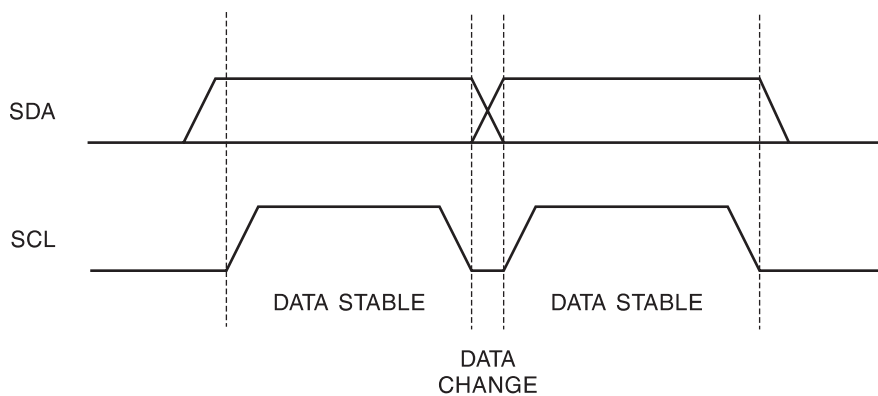 SDA
SCL
DATA STABLE
DATA STABLE
DATA
CHANGE